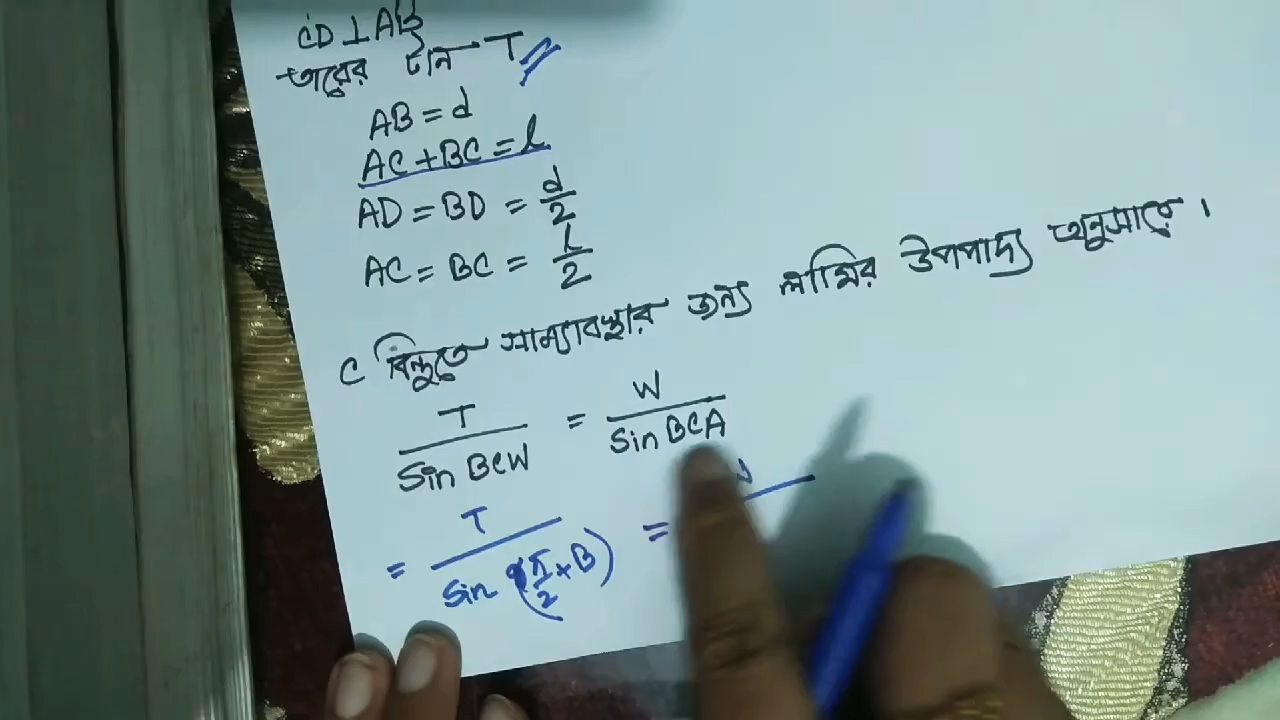 CD ⊥ AB
তারের টান T
AB = d
AC + BC = l
AD = BD = d/2
AC = BC = l/2
C বিন্দুতে সাম্যাবস্থার জন্য লামির উপপাদ্য অনুসারে।
T/Sin BCW = W/Sin BCA
= T/Sin (π/2 + B) =